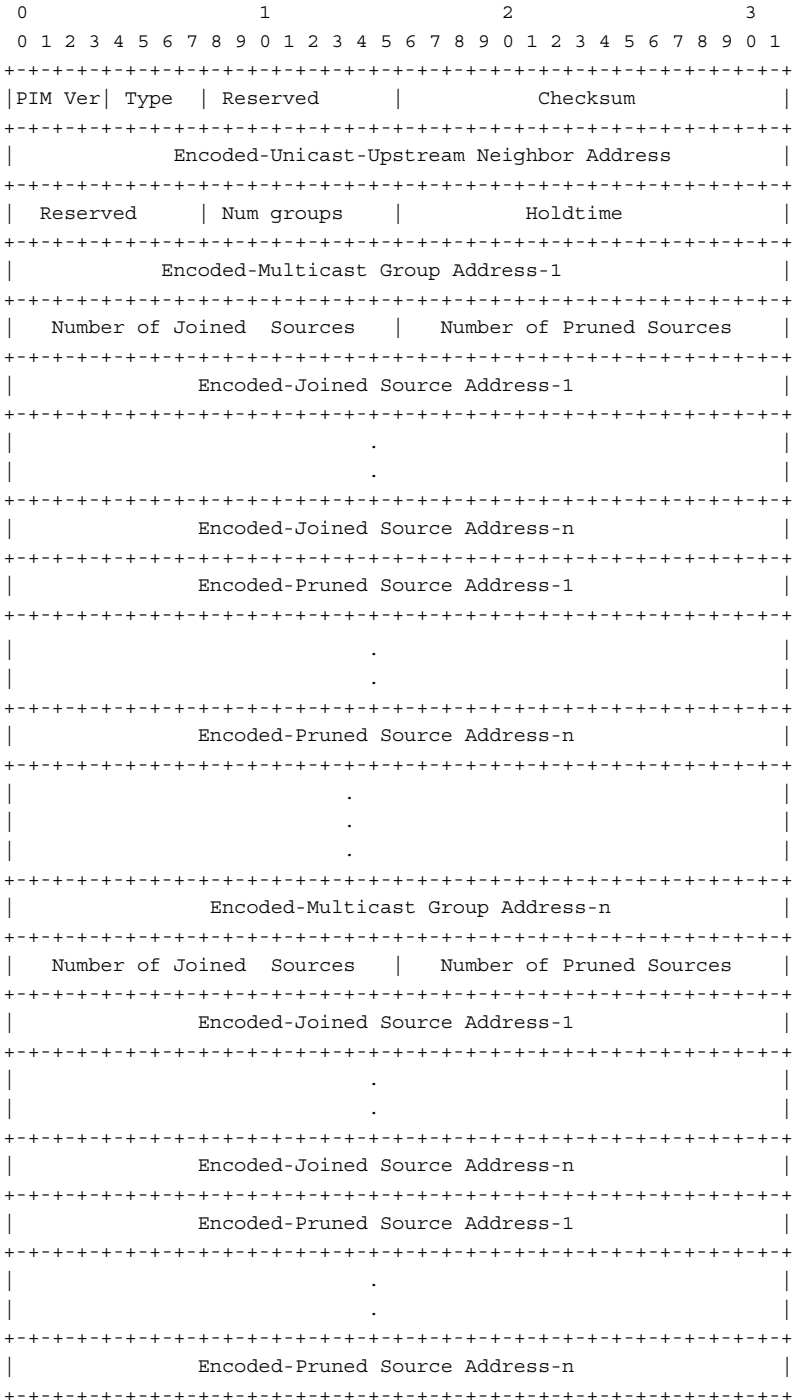 0                   1                   2                   3
 0 1 2 3 4 5 6 7 8 9 0 1 2 3 4 5 6 7 8 9 0 1 2 3 4 5 6 7 8 9 0 1
+-+-+-+-+-+-+-+-+-+-+-+-+-+-+-+-+-+-+-+-+-+-+-+-+-+-+-+-+-+-+-+-+
|PIM Ver| Type  | Reserved      |           Checksum            |
+-+-+-+-+-+-+-+-+-+-+-+-+-+-+-+-+-+-+-+-+-+-+-+-+-+-+-+-+-+-+-+-+
|             Encoded-Unicast-Upstream Neighbor Address         |
+-+-+-+-+-+-+-+-+-+-+-+-+-+-+-+-+-+-+-+-+-+-+-+-+-+-+-+-+-+-+-+-+
|  Reserved     | Num groups    |          Holdtime             |
+-+-+-+-+-+-+-+-+-+-+-+-+-+-+-+-+-+-+-+-+-+-+-+-+-+-+-+-+-+-+-+-+
|            Encoded-Multicast Group Address-1                  |
+-+-+-+-+-+-+-+-+-+-+-+-+-+-+-+-+-+-+-+-+-+-+-+-+-+-+-+-+-+-+-+-+
|   Number of Joined  Sources   |   Number of Pruned Sources    |
+-+-+-+-+-+-+-+-+-+-+-+-+-+-+-+-+-+-+-+-+-+-+-+-+-+-+-+-+-+-+-+-+
|               Encoded-Joined Source Address-1                 |
+-+-+-+-+-+-+-+-+-+-+-+-+-+-+-+-+-+-+-+-+-+-+-+-+-+-+-+-+-+-+-+-+
|                             .                                 |
|                             .                                 |
+-+-+-+-+-+-+-+-+-+-+-+-+-+-+-+-+-+-+-+-+-+-+-+-+-+-+-+-+-+-+-+-+
|               Encoded-Joined Source Address-n                 |
+-+-+-+-+-+-+-+-+-+-+-+-+-+-+-+-+-+-+-+-+-+-+-+-+-+-+-+-+-+-+-+-+
|               Encoded-Pruned Source Address-1                 |
+-+-+-+-+-+-+-+-+-+-+-+-+-+-+-+-+-+-+-+-+-+-+-+-+-+-+-+-+-+-+-+-+
|                             .                                 |
|                             .                                 |
+-+-+-+-+-+-+-+-+-+-+-+-+-+-+-+-+-+-+-+-+-+-+-+-+-+-+-+-+-+-+-+-+
|               Encoded-Pruned Source Address-n                 |
+-+-+-+-+-+-+-+-+-+-+-+-+-+-+-+-+-+-+-+-+-+-+-+-+-+-+-+-+-+-+-+-+
|                           .                                   |
|                           .                                   |
|                           .                                   |
+-+-+-+-+-+-+-+-+-+-+-+-+-+-+-+-+-+-+-+-+-+-+-+-+-+-+-+-+-+-+-+-+
|                Encoded-Multicast Group Address-n              |
+-+-+-+-+-+-+-+-+-+-+-+-+-+-+-+-+-+-+-+-+-+-+-+-+-+-+-+-+-+-+-+-+
|   Number of Joined  Sources   |   Number of Pruned Sources    |
+-+-+-+-+-+-+-+-+-+-+-+-+-+-+-+-+-+-+-+-+-+-+-+-+-+-+-+-+-+-+-+-+
|               Encoded-Joined Source Address-1                 |
+-+-+-+-+-+-+-+-+-+-+-+-+-+-+-+-+-+-+-+-+-+-+-+-+-+-+-+-+-+-+-+-+
|                             .                                 |
|                             .                                 |
+-+-+-+-+-+-+-+-+-+-+-+-+-+-+-+-+-+-+-+-+-+-+-+-+-+-+-+-+-+-+-+-+
|               Encoded-Joined Source Address-n                 |
+-+-+-+-+-+-+-+-+-+-+-+-+-+-+-+-+-+-+-+-+-+-+-+-+-+-+-+-+-+-+-+-+
|               Encoded-Pruned Source Address-1                 |
+-+-+-+-+-+-+-+-+-+-+-+-+-+-+-+-+-+-+-+-+-+-+-+-+-+-+-+-+-+-+-+-+
|                             .                                 |
|                             .                                 |
+-+-+-+-+-+-+-+-+-+-+-+-+-+-+-+-+-+-+-+-+-+-+-+-+-+-+-+-+-+-+-+-+
|               Encoded-Pruned Source Address-n                 |
+-+-+-+-+-+-+-+-+-+-+-+-+-+-+-+-+-+-+-+-+-+-+-+-+-+-+-+-+-+-+-+-+